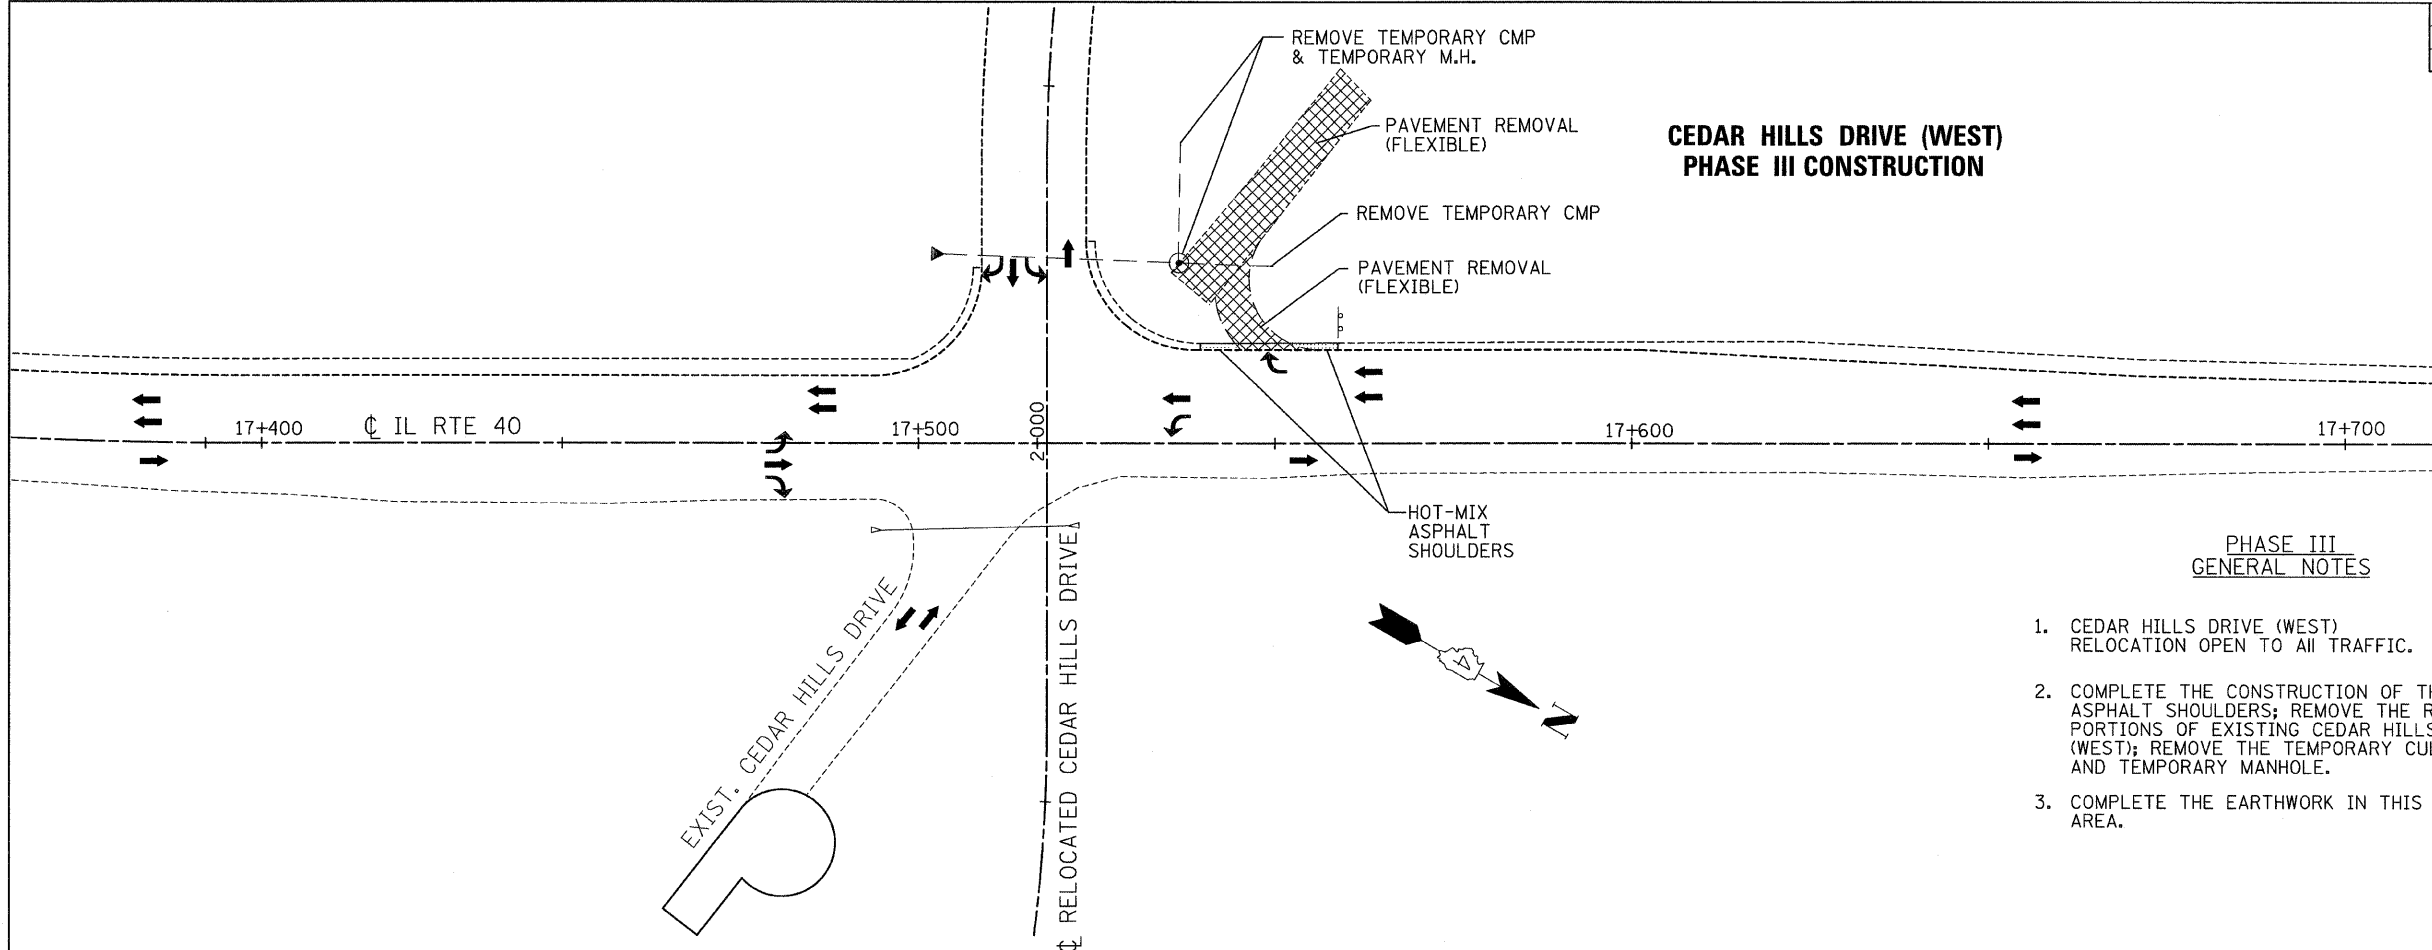 REMOVE TEMPORARY CMP
& TEMPORARY M.H.
PAVEMENT REMOVAL
(FLEXIBLE)
CEDAR HILLS DRIVE (WEST)
PHASE III CONSTRUCTION
REMOVE TEMPORARY CMP
PAVEMENT REMOVAL
(FLEXIBLE)
17+400
℄ IL RTE 40
17+500
2+000
17+600
17+700
HOT-MIX
ASPHALT
SHOULDERS
EXIST. CEDAR HILLS DRIVE
℄ RELOCATED CEDAR HILLS DRIVE
4
N
PHASE III
GENERAL NOTES
1. CEDAR HILLS DRIVE (WEST)
RELOCATION OPEN TO All TRAFFIC.
2. COMPLETE THE CONSTRUCTION OF
ASPHALT SHOULDERS; REMOVE THE
PORTIONS OF EXISTING CEDAR HILLS
(WEST); REMOVE THE TEMPORARY
AND TEMPORARY MANHOLE.
3. COMPLETE THE EARTHWORK IN THIS
AREA.